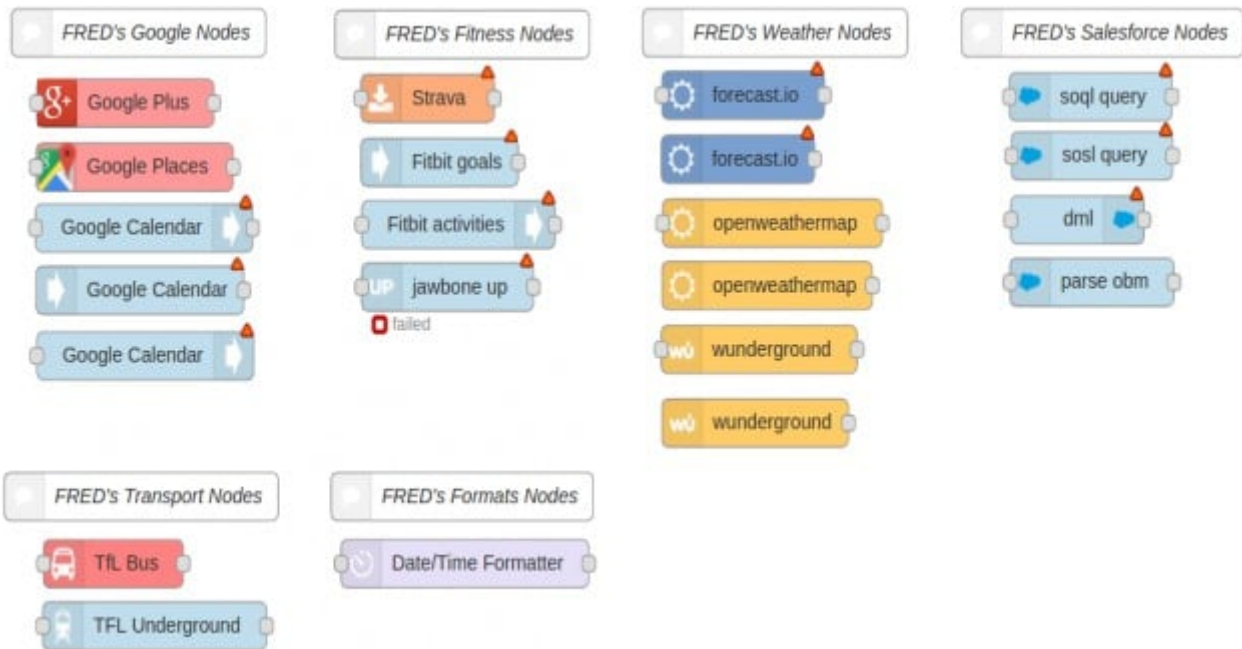 FRED's Google Nodes
Google Plus
Google Places
Google Calendar
Google Calendar
Google Calendar
FRED's Fitness Nodes
Strava
Fitbit goals
Fitbit activities
UP jawbone up
failed
FRED's Weather Nodes
forecast.io
forecast.io
openweathermap
openweathermap
wu wunderground
wu wunderground
FRED's Salesforce Nodes
soql query
sosl query
dml
parse obm
FRED's Transport Nodes
TfL Bus
TFL Underground
FRED's Formats Nodes
Date/Time Formatter